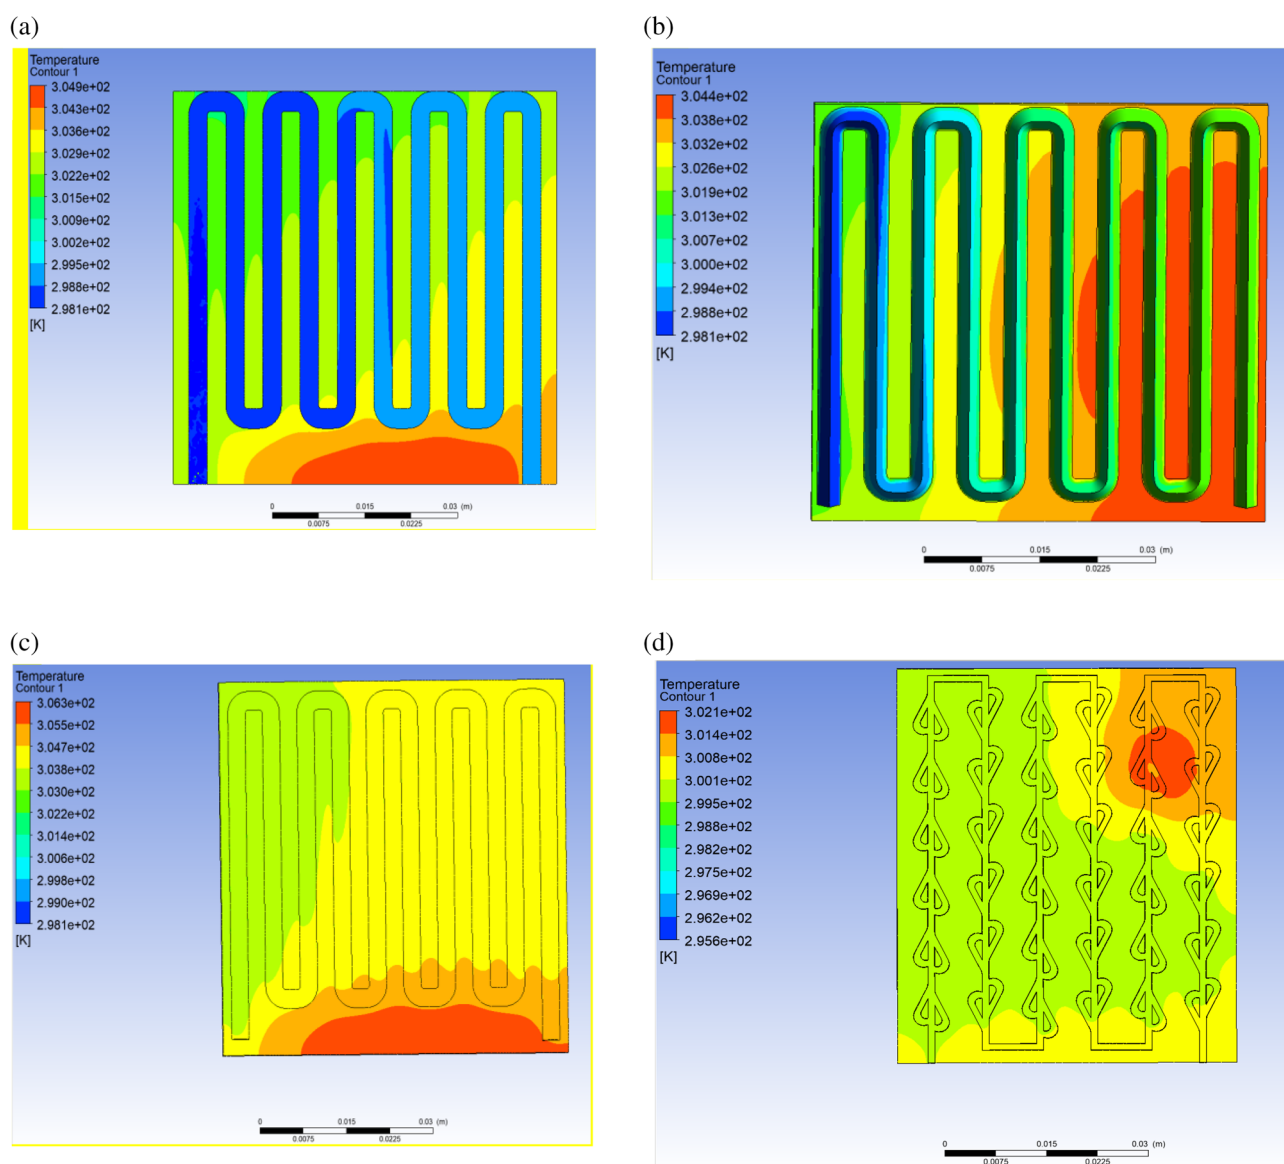 (a)
Temperature
Contour 1
3.049e+02
3.043e+02
3.036e+02
3.029e+02
3.022e+02
3.015e+02
3.009e+02
3.002e+02
2.995e+02
2.988e+02
2.981e+02
[K]
0 0.015 0.03 (m)
0.0075 0.0225
(b)
Temperature
Contour 1
3.044e+02
3.038e+02
3.032e+02
3.026e+02
3.019e+02
3.013e+02
3.007e+02
3.000e+02
2.994e+02
2.988e+02
2.981e+02
[K]
0 0.015 0.03 (m)
0.0075 0.0225
(c)
Temperature
Contour 1
3.063e+02
3.055e+02
3.047e+02
3.038e+02
3.030e+02
3.022e+02
3.014e+02
3.006e+02
2.998e+02
2.990e+02
2.981e+02
[K]
0 0.015 0.03 (m)
0.0075 0.0225
(d)
Temperature
Contour 1
3.021e+02
3.014e+02
3.008e+02
3.001e+02
2.995e+02
2.988e+02
2.982e+02
2.975e+02
2.969e+02
2.962e+02
2.956e+02
[K]
0 0.015 0.03 (m)
0.0075 0.0225